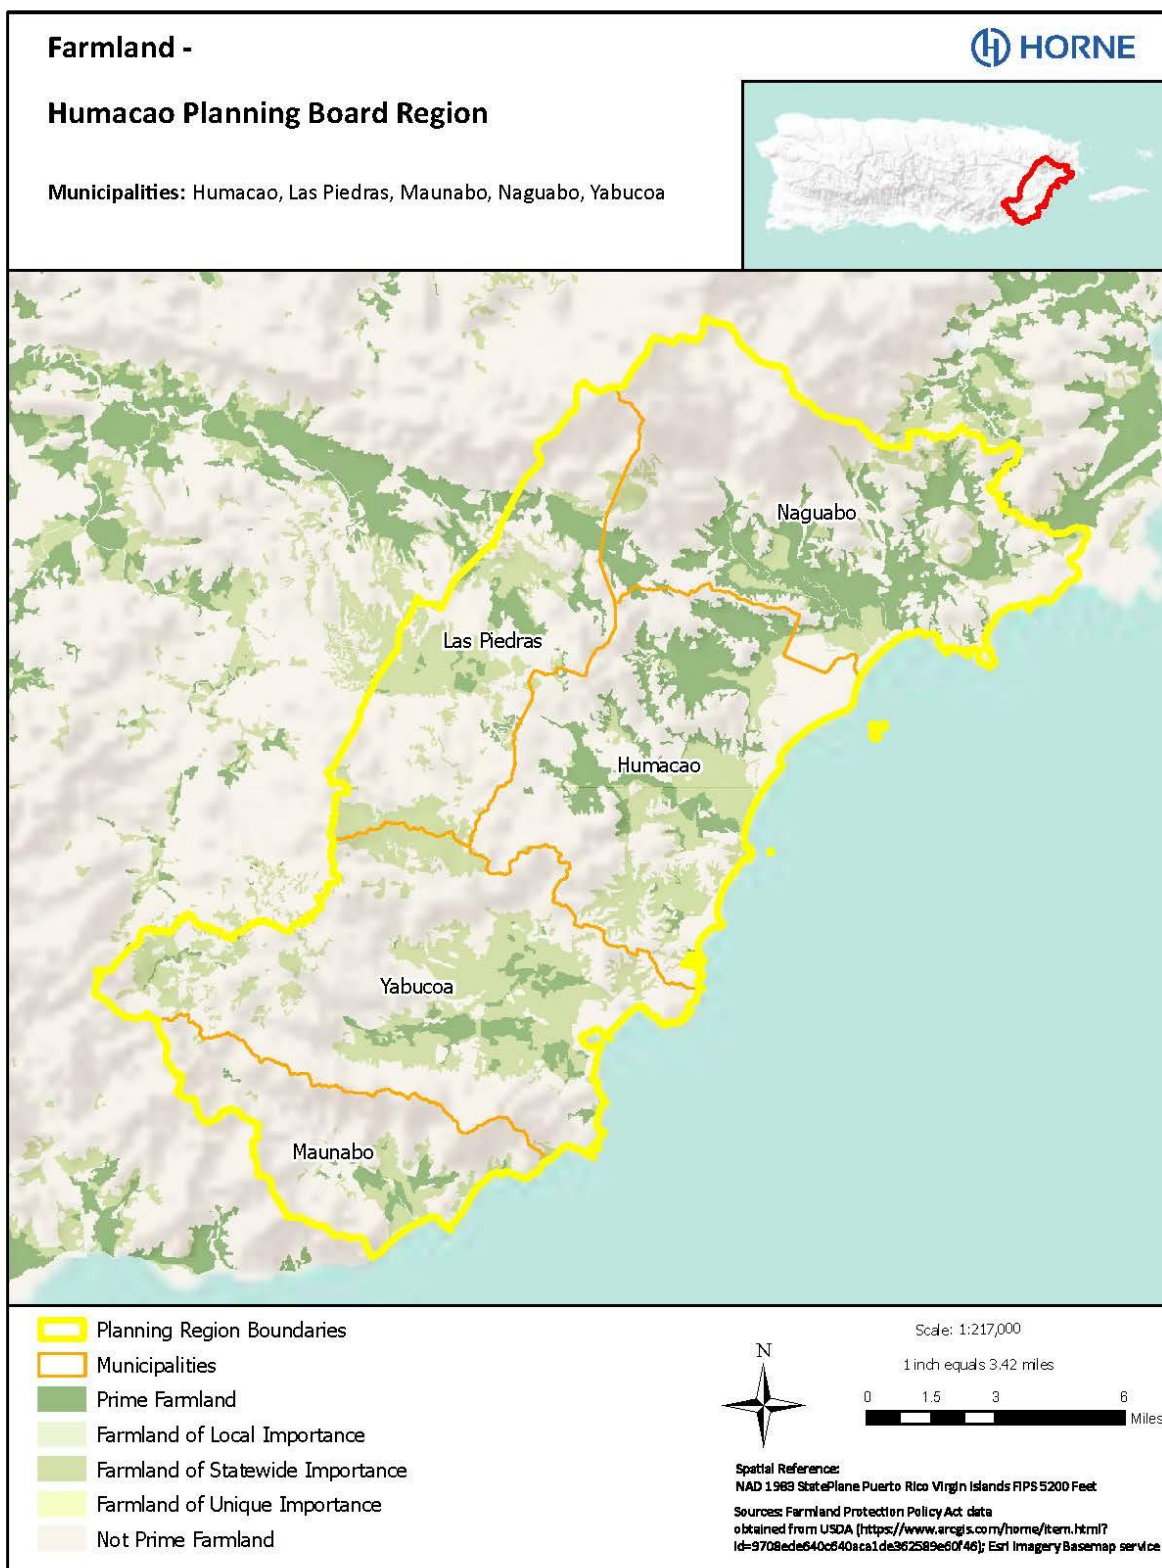 Farmland -
HORNE
Humacao Planning Board Region
Municipalities: Humacao, Las Piedras, Maunabo, Naguabo, Yabucoa
Naguabo
Las Piedras
Humacao
Yabucoa
Maunabo
Planning Region Boundaries
Municipalities
Prime Farmland
Farmland of Local Importance
Farmland of Statewide Importance
Farmland of Unique Importance
Not Prime Farmland
N
Scale: 1:217,000
1 inch equals 3.42 miles
0 1.5 3 6
Miles
Spatial Reference:
NAD 1983 StatePlane Puerto Rico Virgin Islands FIPS 5200 Feet
Sources: Farmland Protection Policy Act data
obtained from USDA (https://www.arcgis.com/home/item.html?
id=9708ede640c640aca1de362589e60f46); Esri Imagery Basemap service